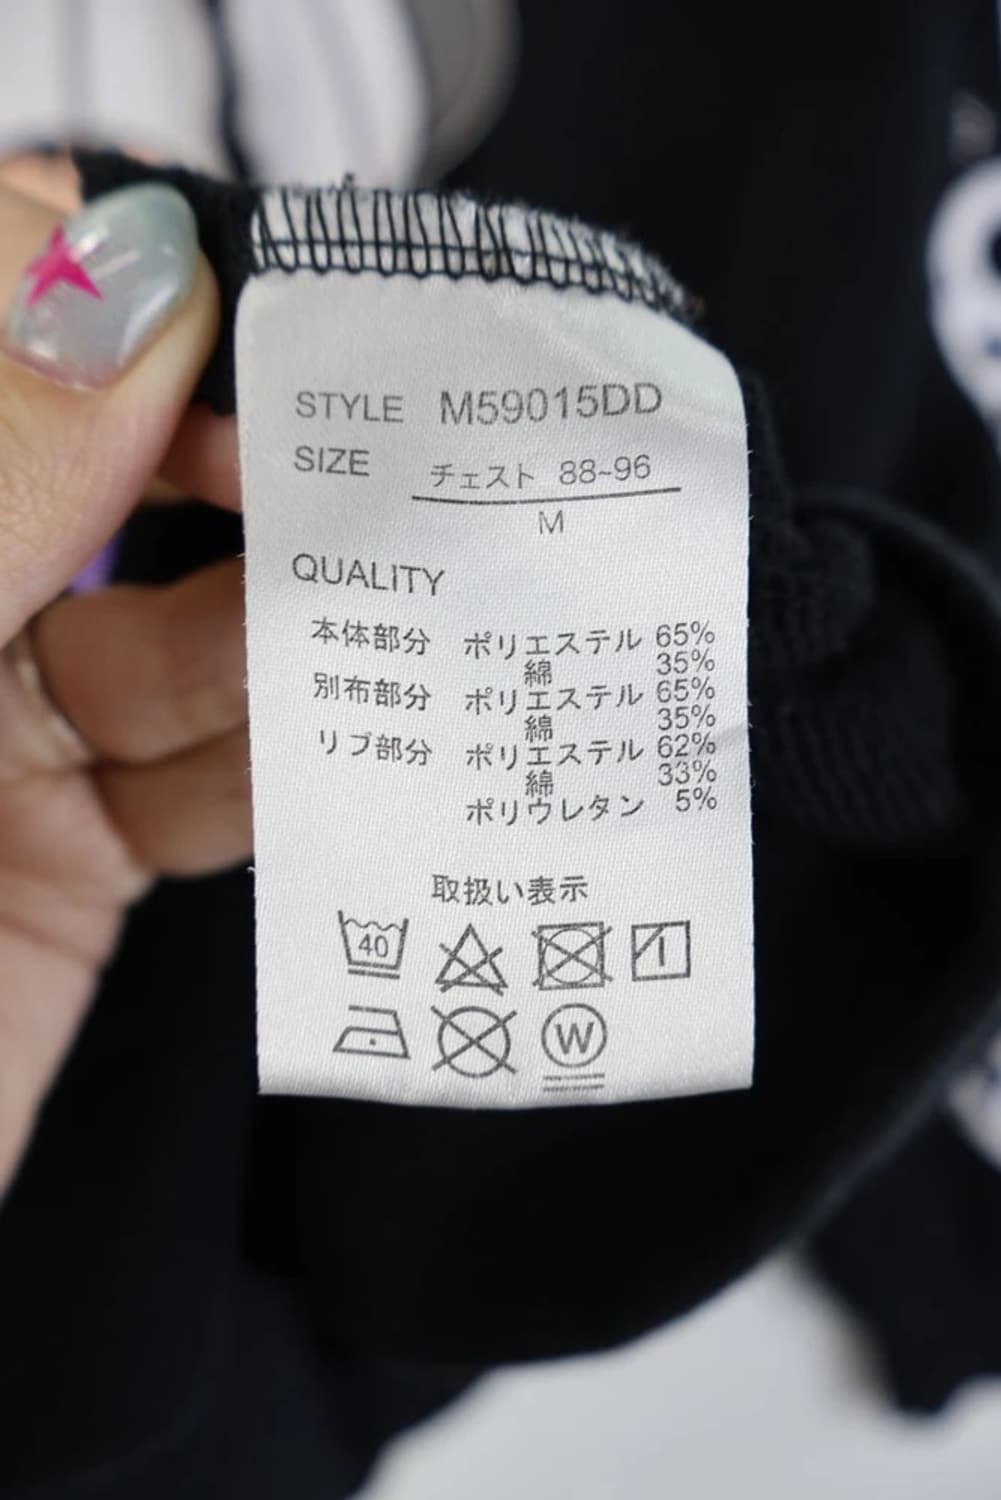 STYLE M59015DD
SIZE チェスト 88~96
M
QUALITY
本体部分 ポリエステル 65%
綿 35%
別布部分 ポリエステル 65%
綿 35%
リブ部分 ポリエステル 62%
綿 33%
ポリウレタン 5%
取扱い表示
40
W